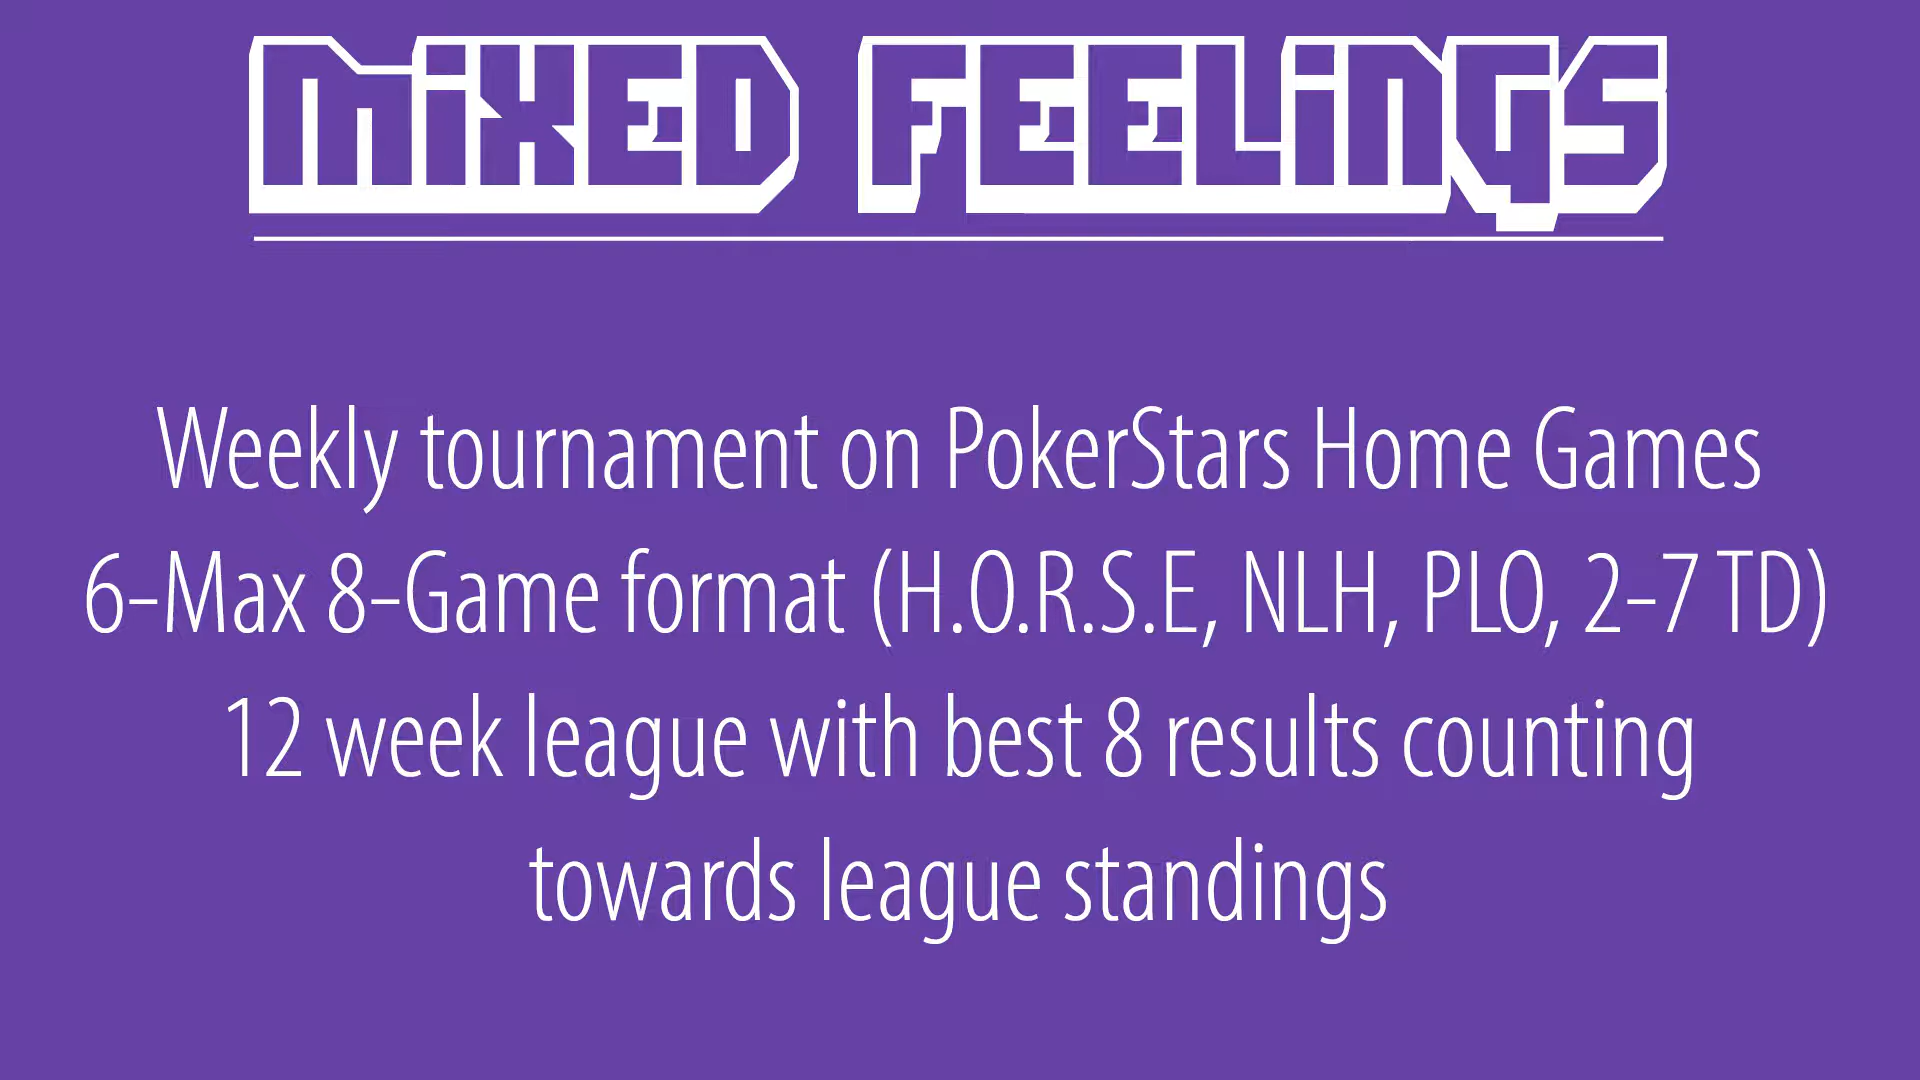 MiXED FEELiNGS
Weekly tournament on PokerStars Home Games
6-Max 8-Game format (H.O.R.S.E, NLH, PLO, 2-7 TD)
12 week league with best 8 results counting
towards league standings